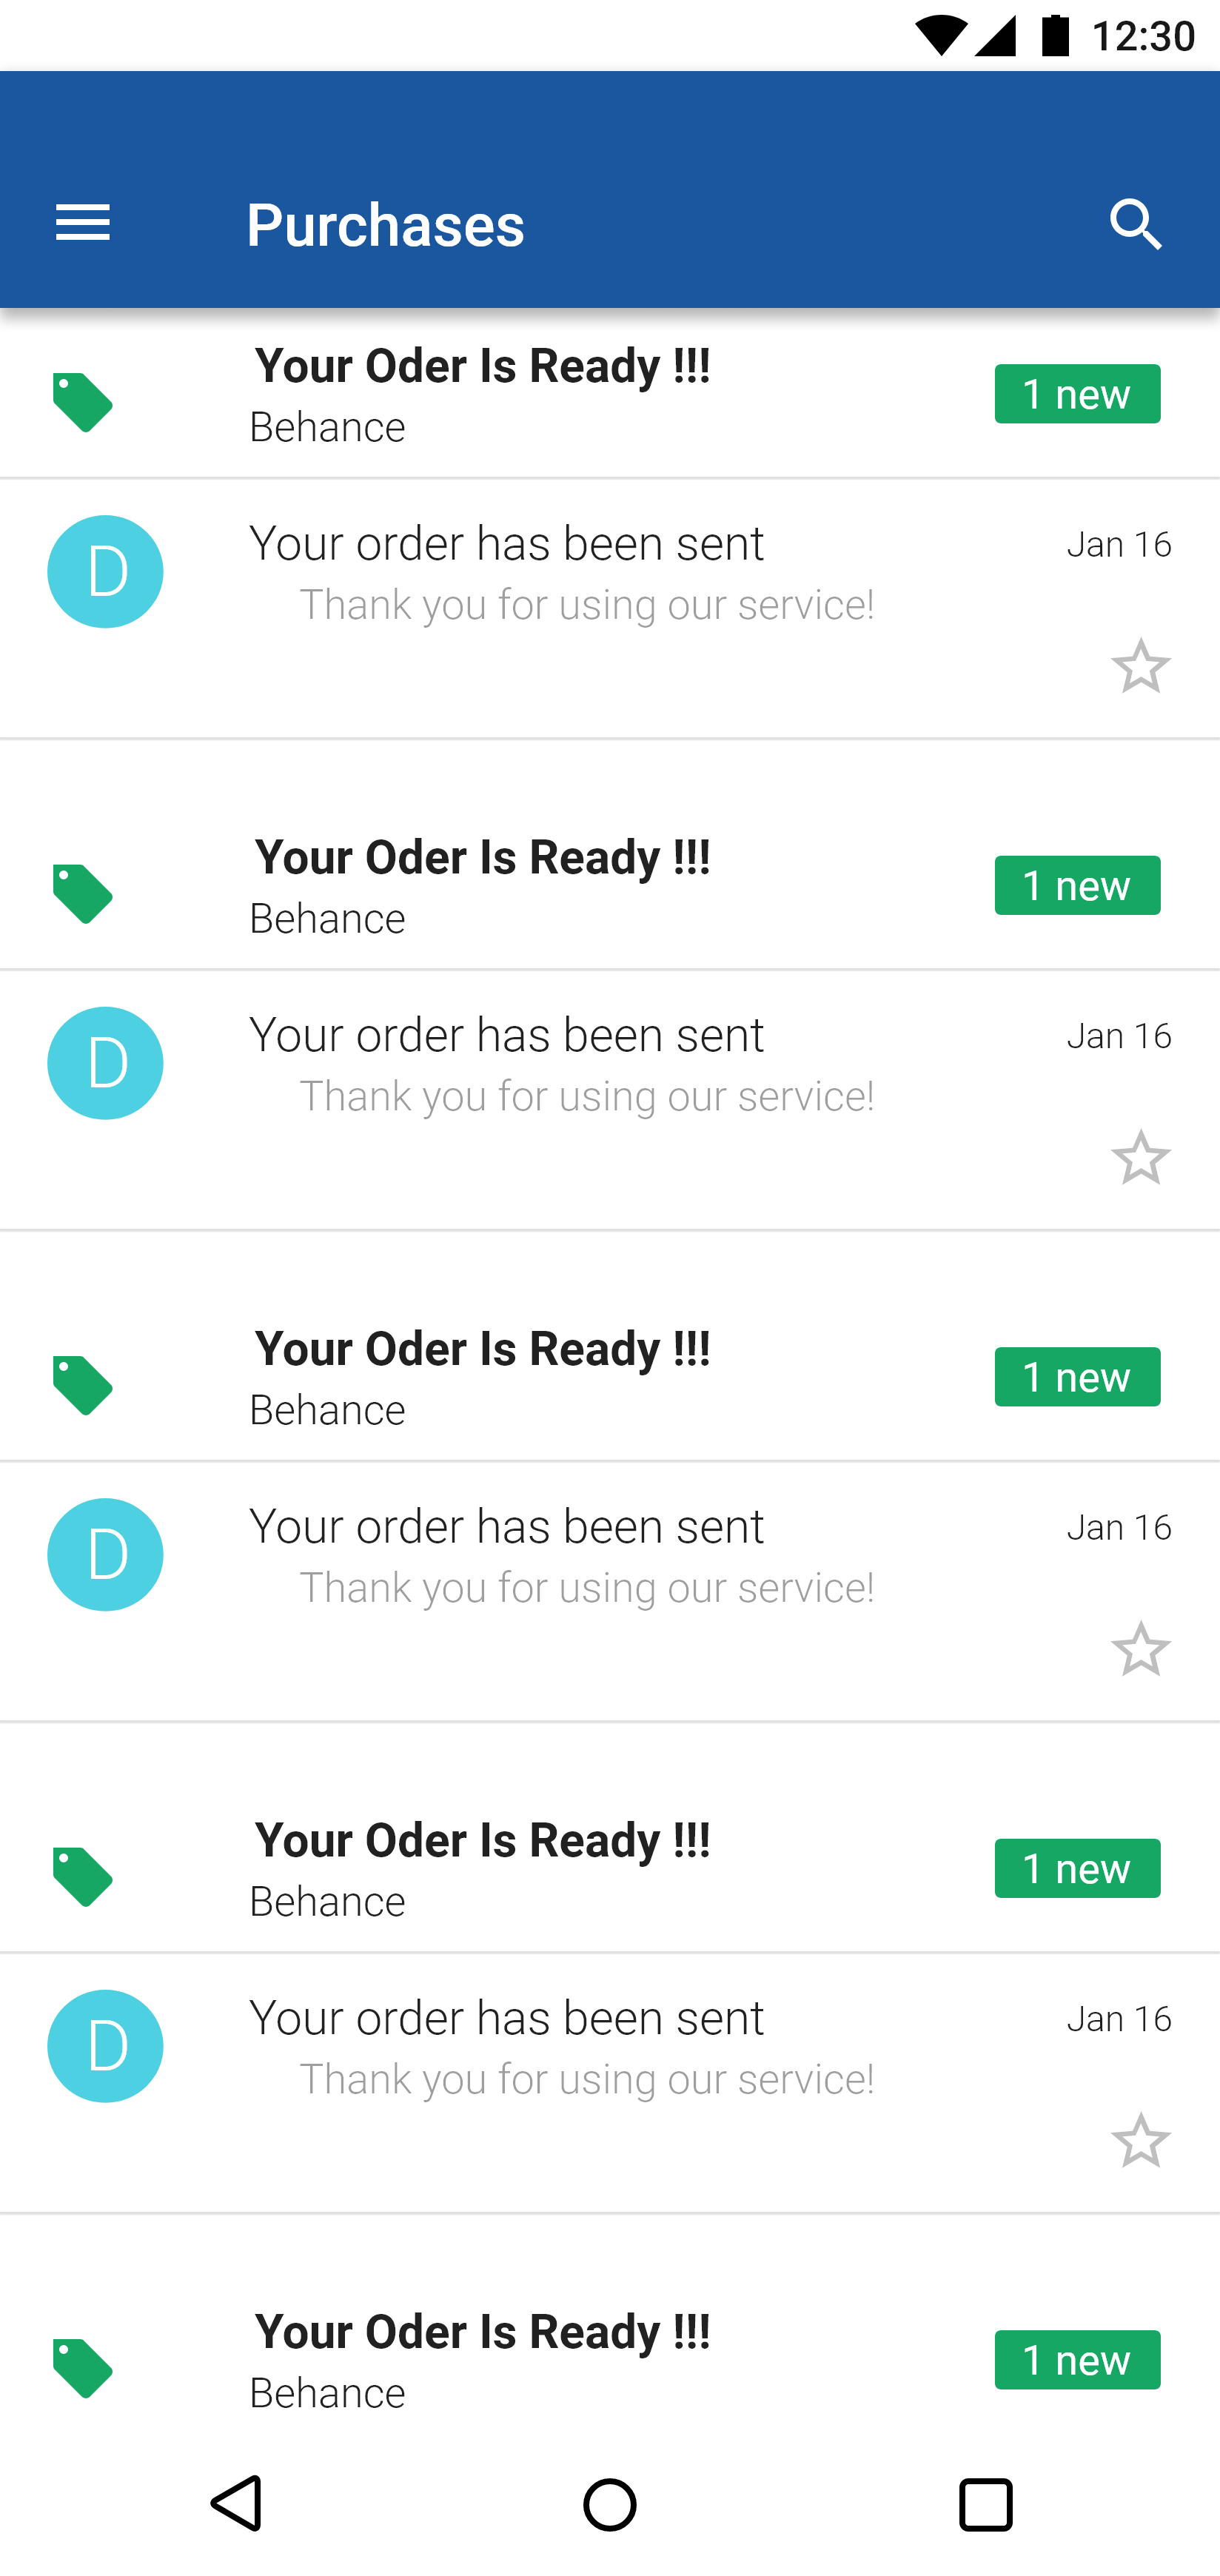 12:30
Purchases
Your Oder Is Ready !!!
1 new
Behance
D
Your order has been sent
Jan 16
Thank you for using our service!
Your Oder Is Ready !!!
1 new
Behance
D
Your order has been sent
Jan 16
Thank you for using our service!
Your Oder Is Ready !!!
1 new
Behance
D
Your order has been sent
Jan 16
Thank you for using our service!
Your Oder Is Ready !!!
1 new
Behance
D
Your order has been sent
Jan 16
Thank you for using our service!
Your Oder Is Ready !!!
1 new
Behance